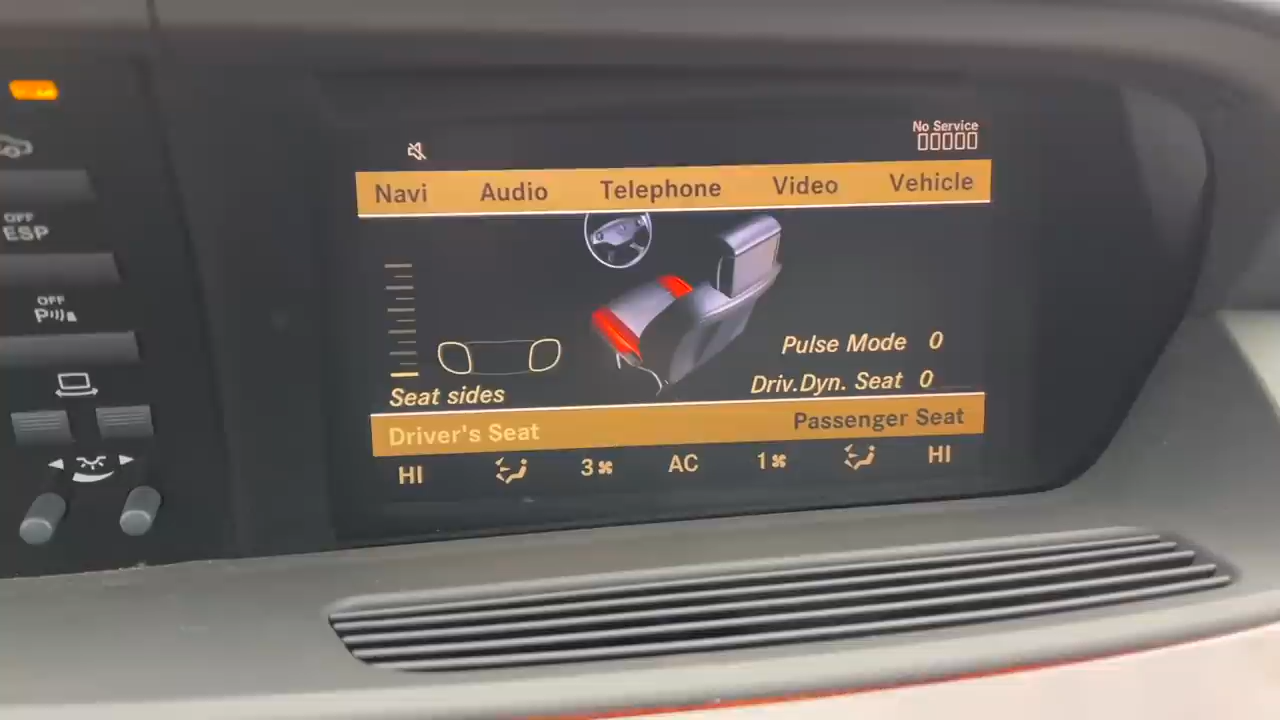 No Service
Navi Audio Telephone Video Vehicle
OFF
ESP
OFF
Pulse Mode 0
Driv.Dyn. Seat 0
Seat sides
Driver's Seat Passenger Seat
HI 3 AC 1 HI